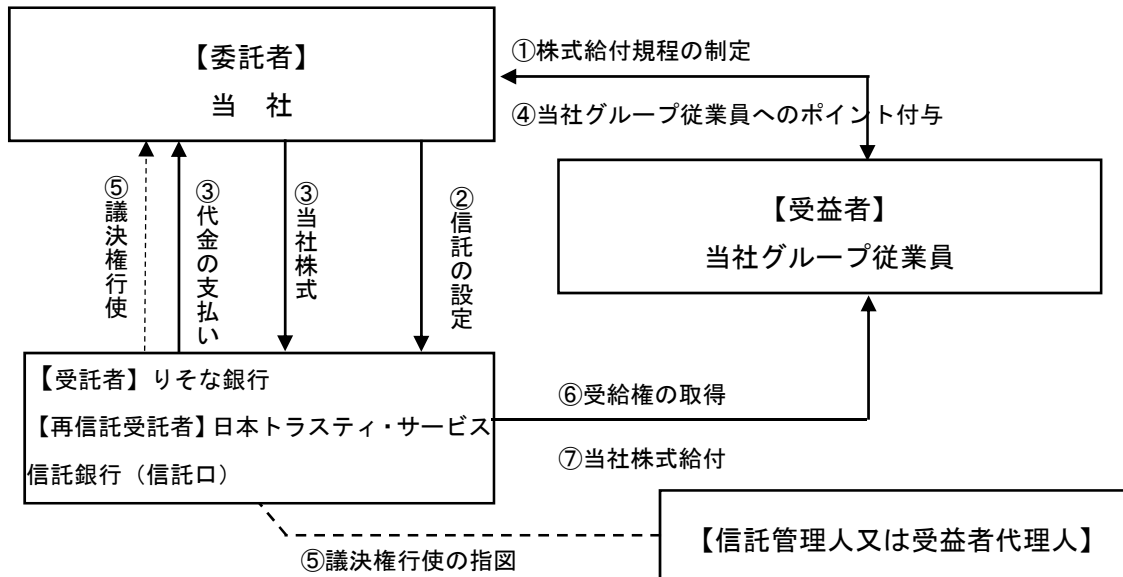 【委託者】
当 社
①株式給付規程の制定
④当社グループ従業員へのポイント付与
【受益者】
当社グループ従業員
⑤議決権行使
③代金の支払い
③当社株式
②信託の設定
【受託者】りそな銀行
【再信託受託者】日本トラスティ・サービス
信託銀行（信託口）
⑥受給権の取得
⑦当社株式給付
【信託管理人又は受益者代理人】
⑤議決権行使の指図